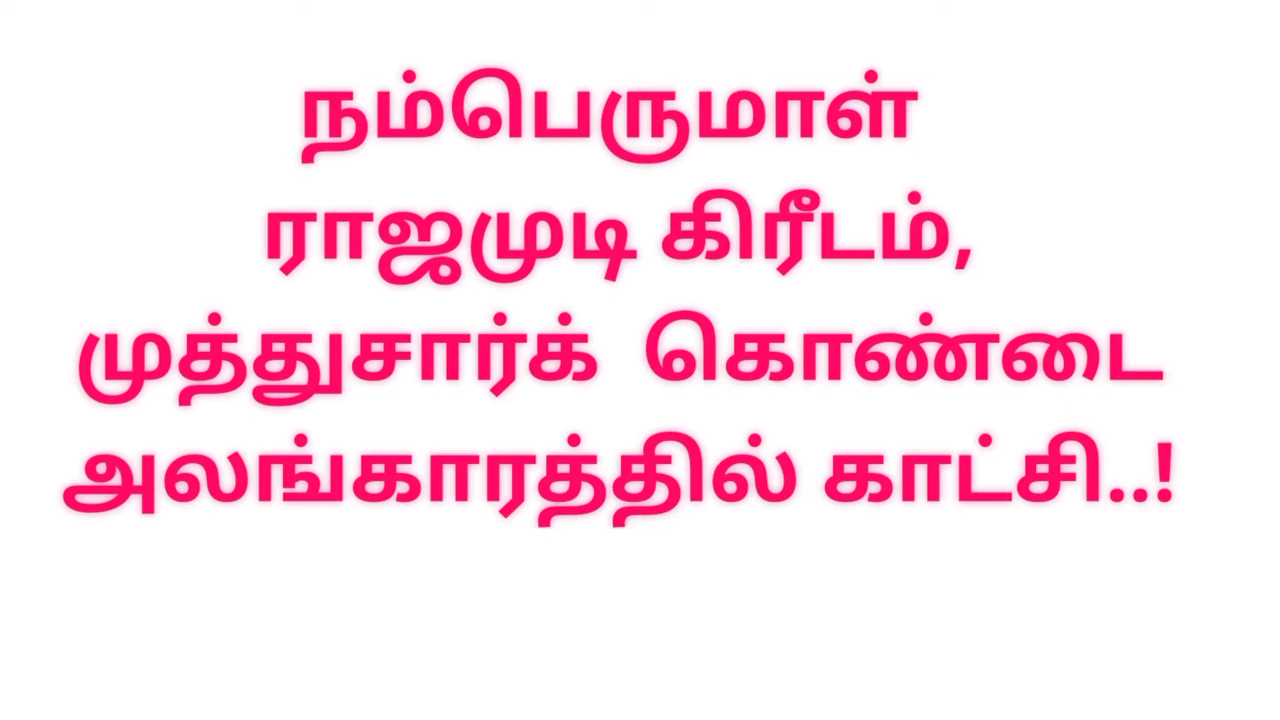 நம்பெருமாள்
ராஜமுடி கிரீடம்,
முத்துசார்க் கொண்டை
அலங்காரத்தில் காட்சி..!